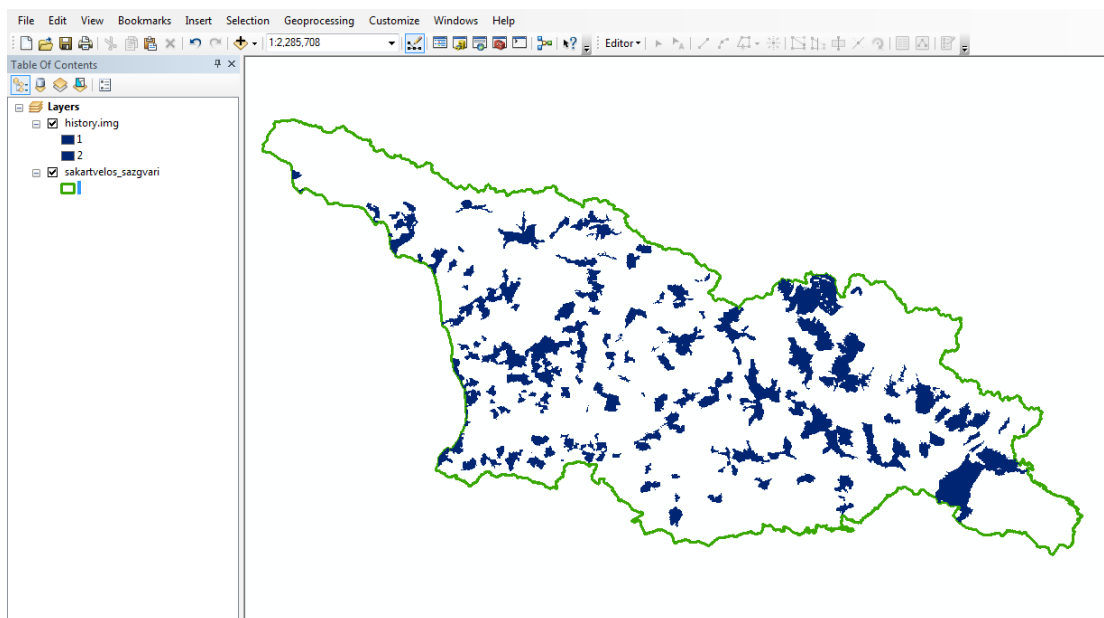 File Edit View Bookmarks Insert Selection Geoprocessing Customize Windows Help
1:2,285,708 Editor
Table Of Contents
Layers
history.img
1
2
sakartvelos_sazgvari